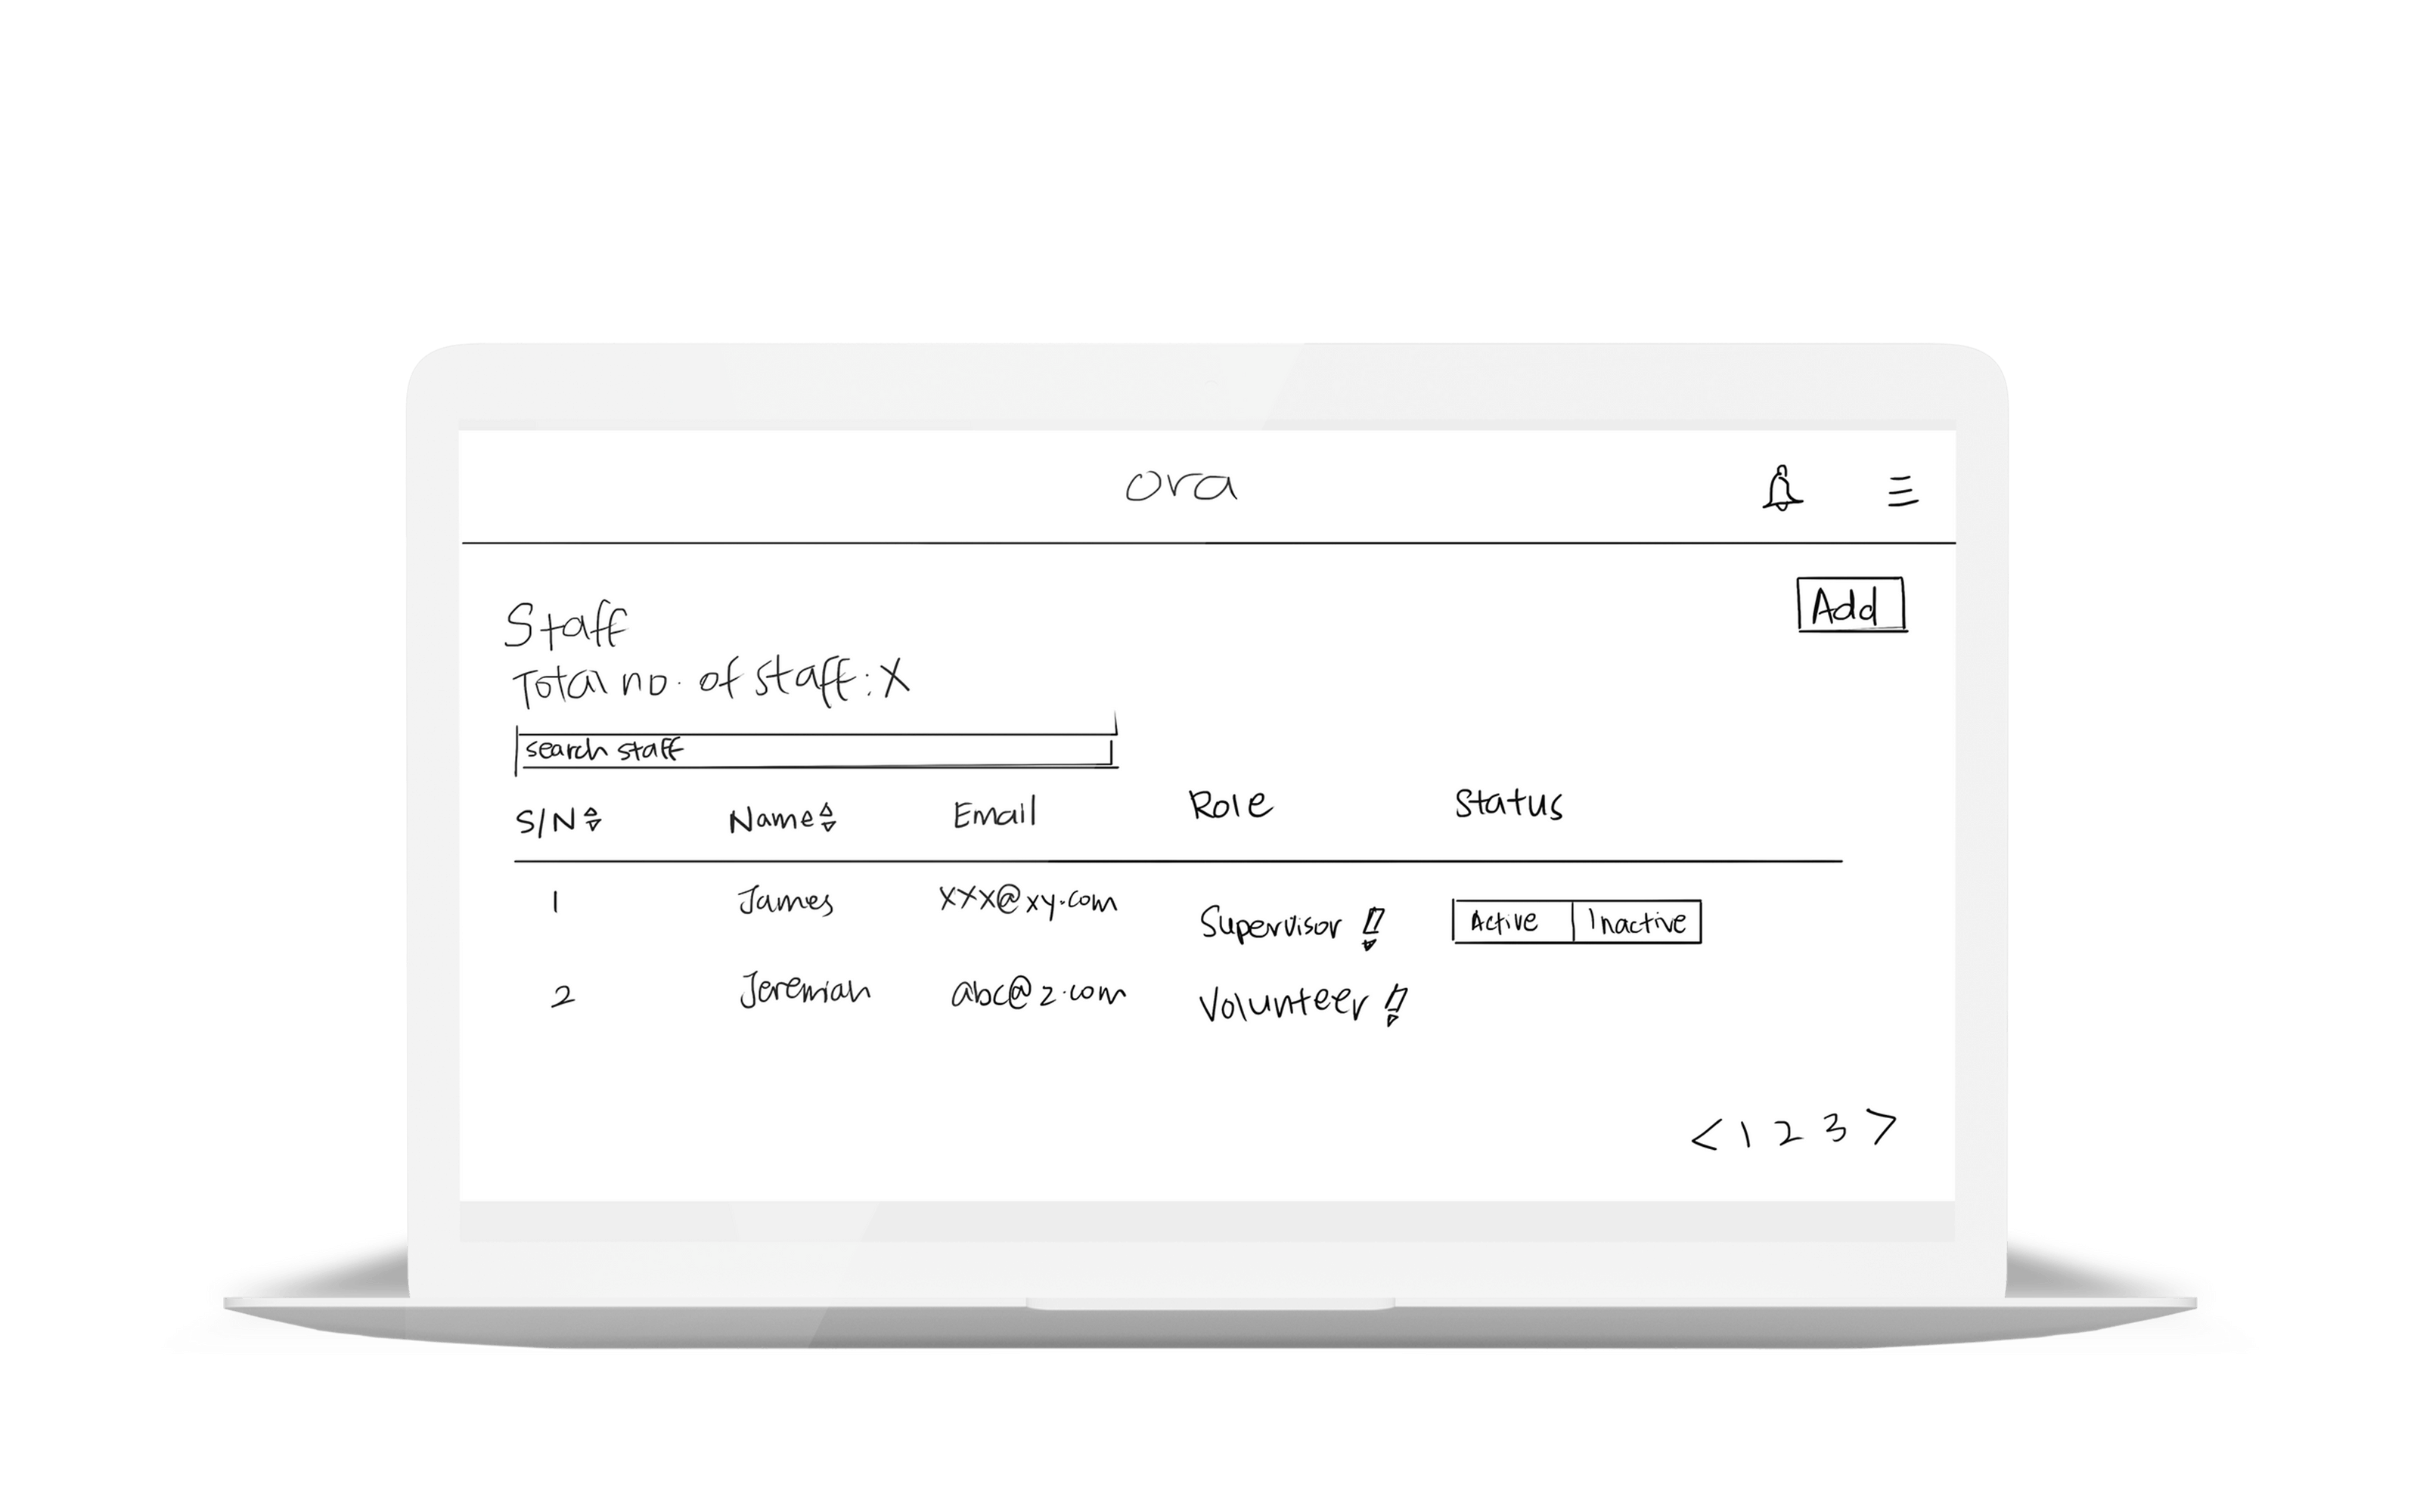 ora
Add
Staff
Total no. of staff: X
search staff
S/N Name Email Role Status
1 James xxx@xy.com Supervisor Active Inactive
2 Jeremiah abc@z.com Volunteer
< 1 2 3 >